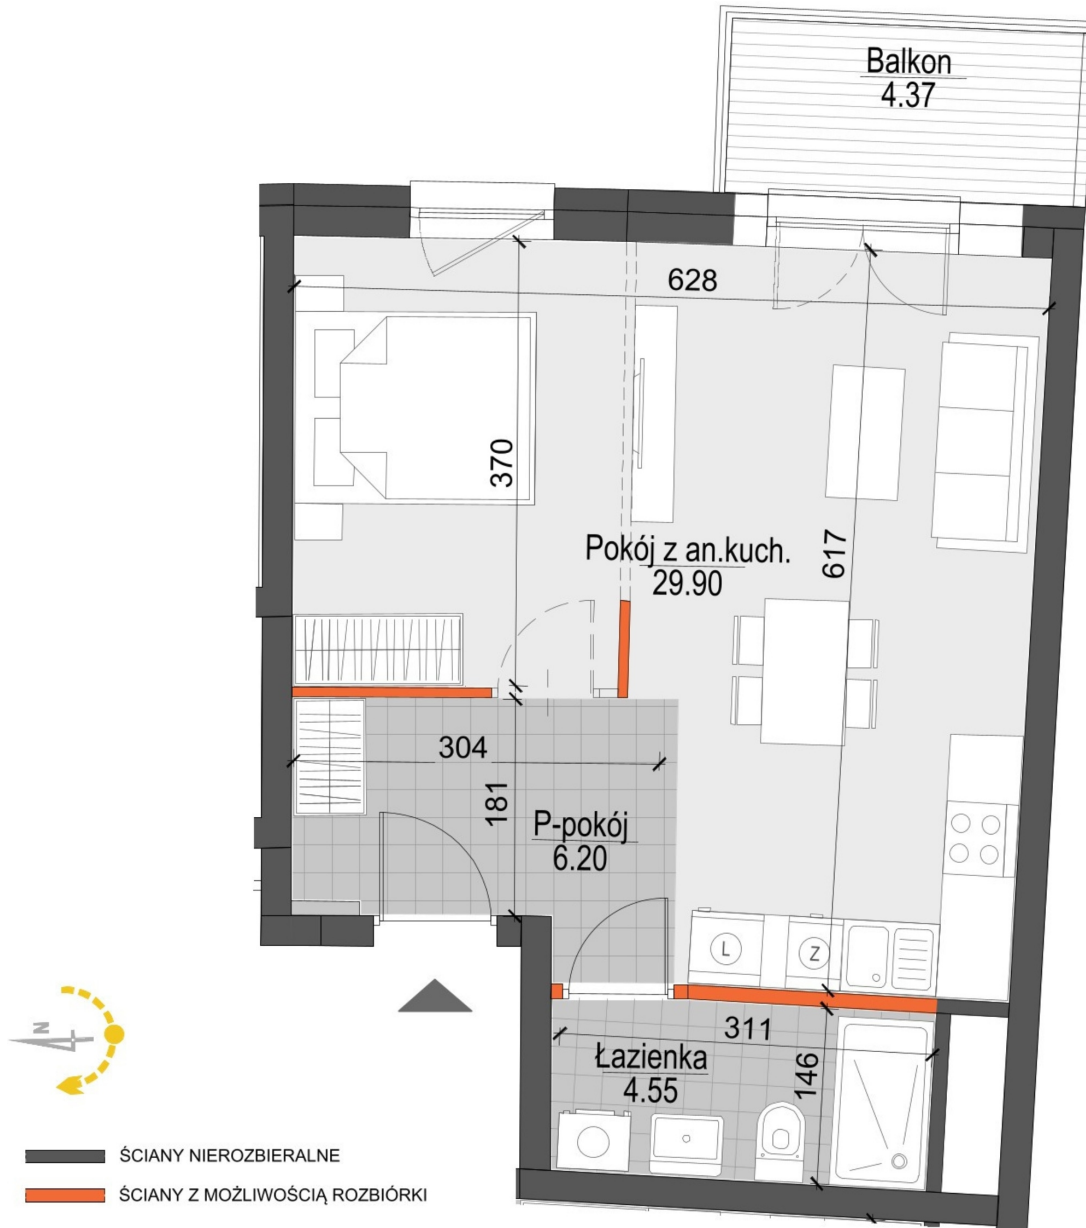 Balkon
4.37
628
370
Pokój z an.kuch.
29.90
617
304
181
P-pokój
6.20
L
Z
N
311
Łazienka
4.55
146
ŚCIANY NIEROZBIERALNE
ŚCIANY Z MOŻLIWOŚCIĄ ROZBIÓRKI